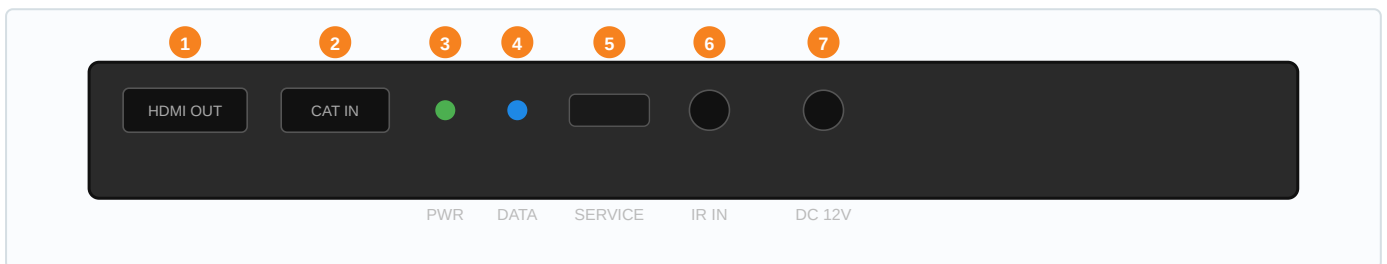 1 2 3 4 5 6 7
HDMI OUT CAT IN
PWR DATA SERVICE IR IN DC 12V